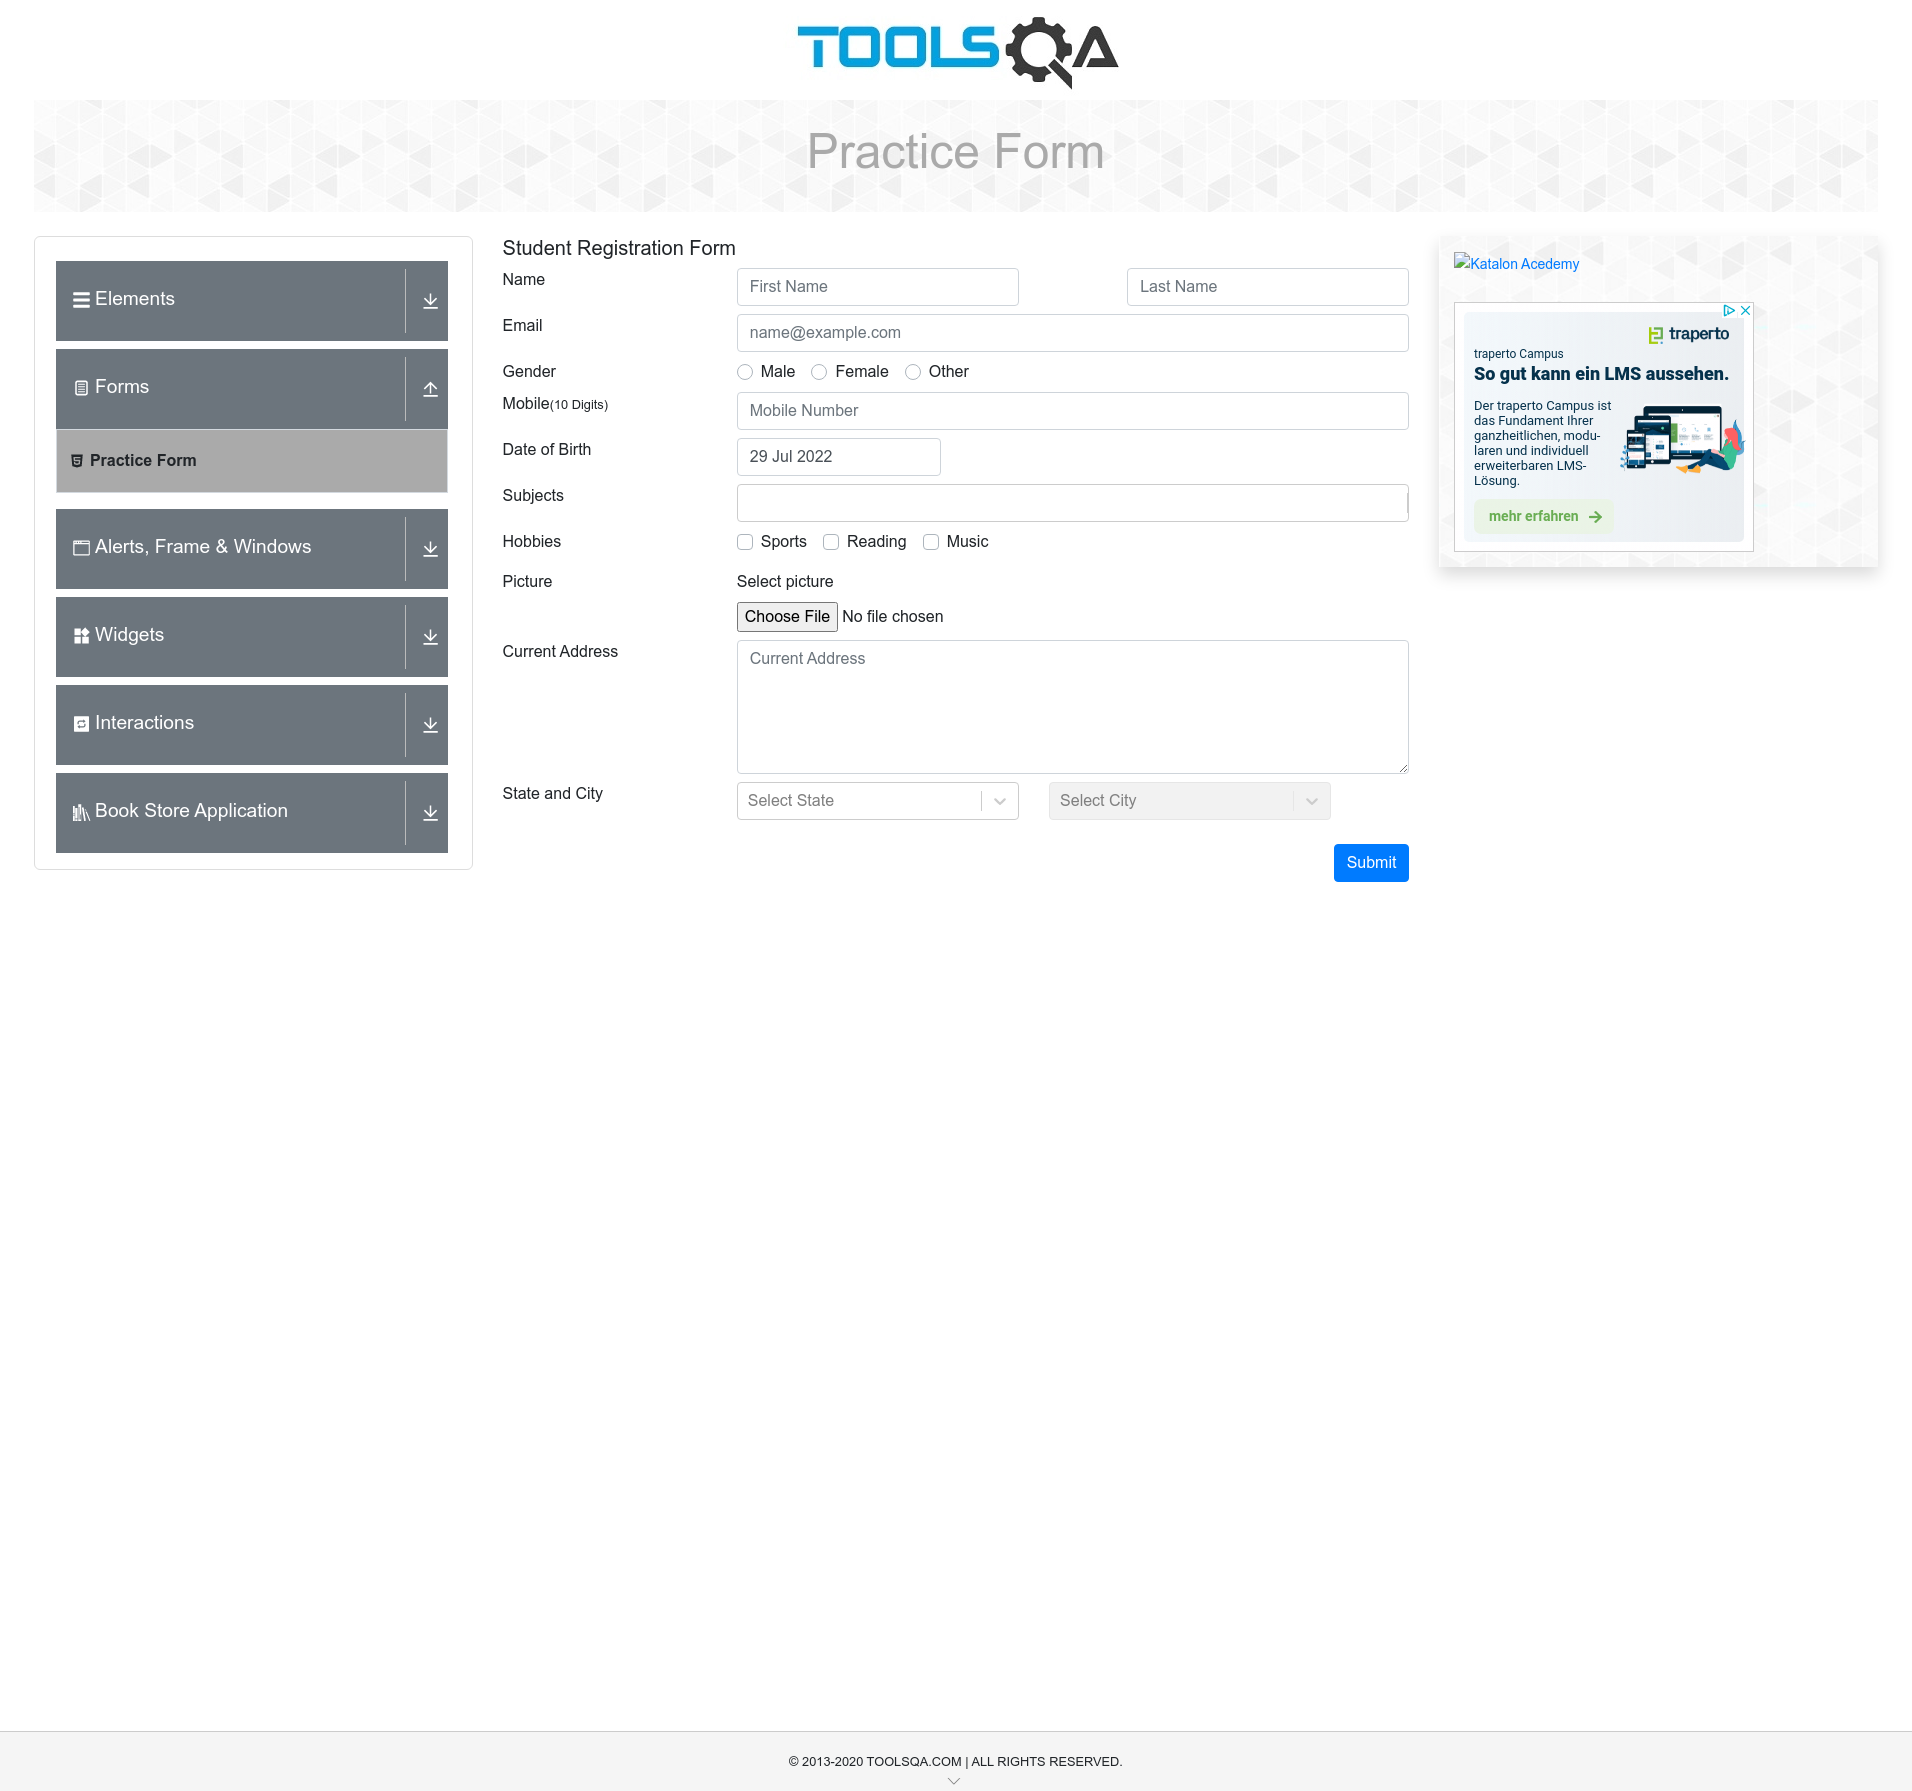 TOOLSQA
Practice Form
Elements
Forms
Practice Form
Alerts, Frame & Windows
Widgets
Interactions
Book Store Application
Student Registration Form
Name
First Name
Last Name
Email
name@example.com
Gender
Male
Female
Other
Mobile(10 Digits)
Mobile Number
Date of Birth
29 Jul 2022
Subjects
Hobbies
Sports
Reading
Music
Picture
Select picture
Choose File No file chosen
Current Address
Current Address
State and City
Select State
Select City
Submit
Katalon Acedemy
traperto
traperto Campus
So gut kann ein LMS aussehen.
Der traperto Campus ist
das Fundament Ihrer
ganzheitlichen, modu-
laren und individuell
erweiterbaren LMS-
Lösung.
mehr erfahren
© 2013-2020 TOOLSQA.COM | ALL RIGHTS RESERVED.